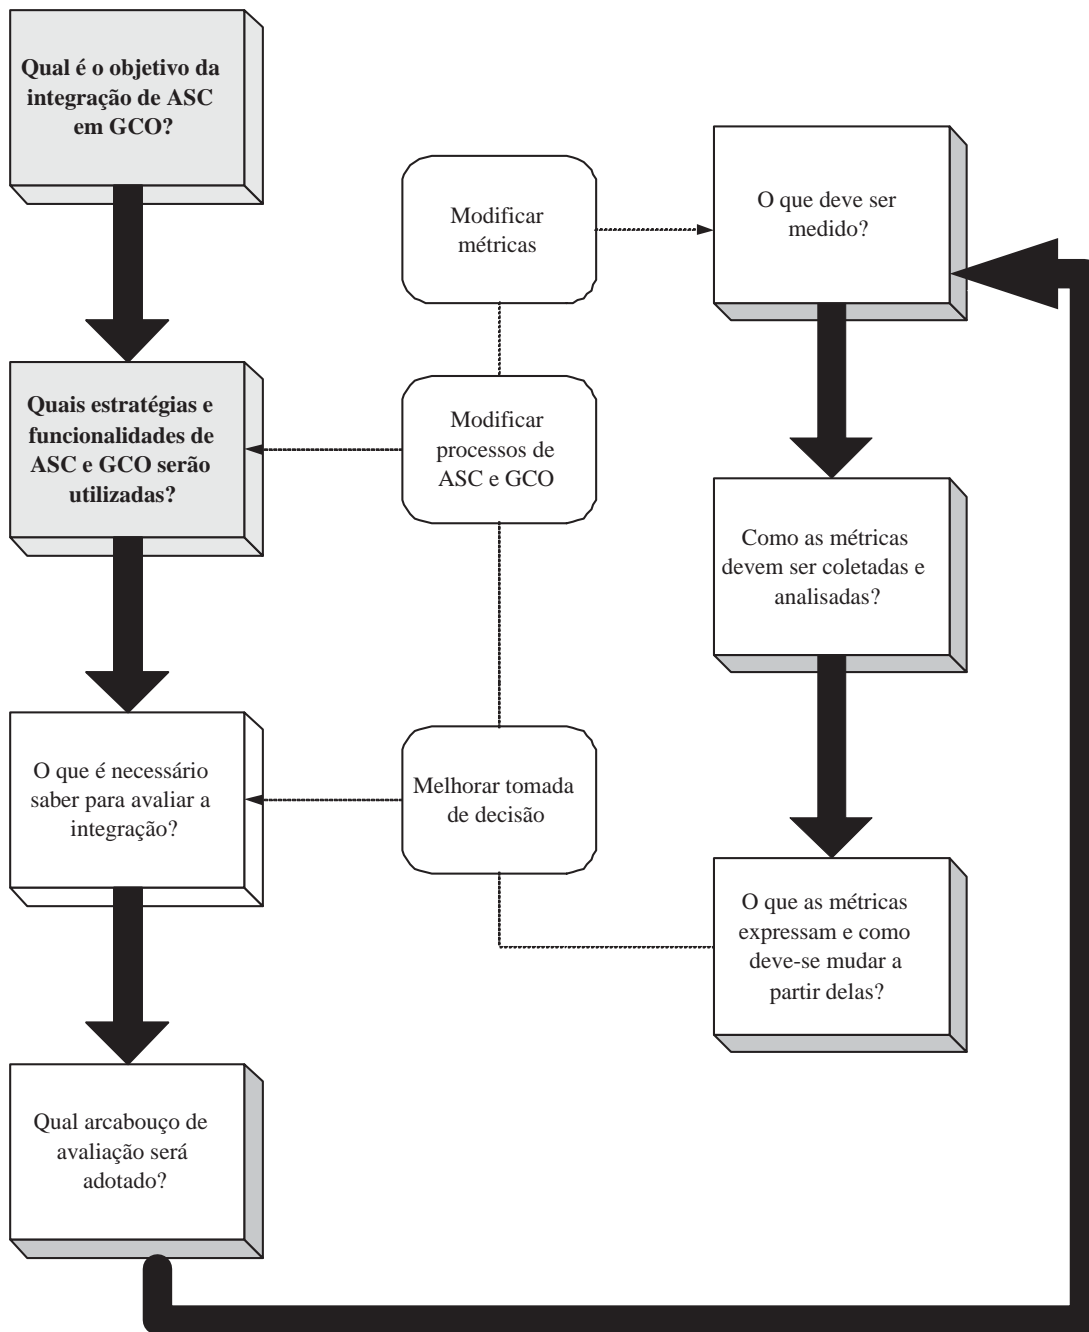 Qual é o objetivo da
integração de ASC
em GCO?
Quais estratégias e
funcionalidades de
ASC e GCO serão
utilizadas?
O que é necessário
saber para avaliar a
integração?
Qual arcabouço de
avaliação será
adotado?
Modificar
métricas
Modificar
processos de
ASC e GCO
Melhorar tomada
de decisão
O que deve ser
medido?
Como as métricas
devem ser coletadas e
analisadas?
O que as métricas
expressam e como
deve-se mudar a
partir delas?